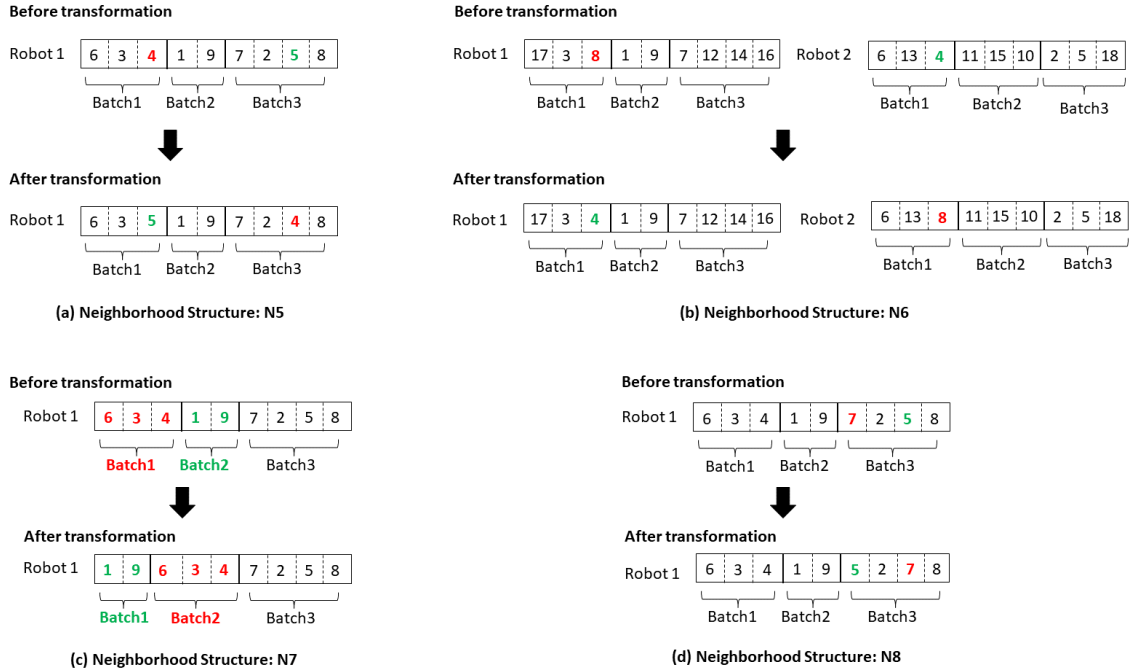 Before transformation
Robot 1 6 3 4 1 9 7 2 5 8
Batch1 Batch2 Batch3
After transformation
Robot 1 6 3 5 1 9 7 2 4 8
Batch1 Batch2 Batch3
(a) Neighborhood Structure: N5
Before transformation
Robot 1 17 3 8 1 9 7 12 14 16 Robot 2 6 13 4 11 15 10 2 5 18
Batch1 Batch2 Batch3 Batch1 Batch2 Batch3
After transformation
Robot 1 17 3 4 1 9 7 12 14 16 Robot 2 6 13 8 11 15 10 2 5 18
Batch1 Batch2 Batch3 Batch1 Batch2 Batch3
(b) Neighborhood Structure: N6
Before transformation
Robot 1 6 3 4 1 9 7 2 5 8
Batch1 Batch2 Batch3
After transformation
Robot 1 1 9 6 3 4 7 2 5 8
Batch1 Batch2 Batch3
(c) Neighborhood Structure: N7
Before transformation
Robot 1 6 3 4 1 9 7 2 5 8
Batch1 Batch2 Batch3
After transformation
Robot 1 6 3 4 1 9 5 2 7 8
Batch1 Batch2 Batch3
(d) Neighborhood Structure: N8